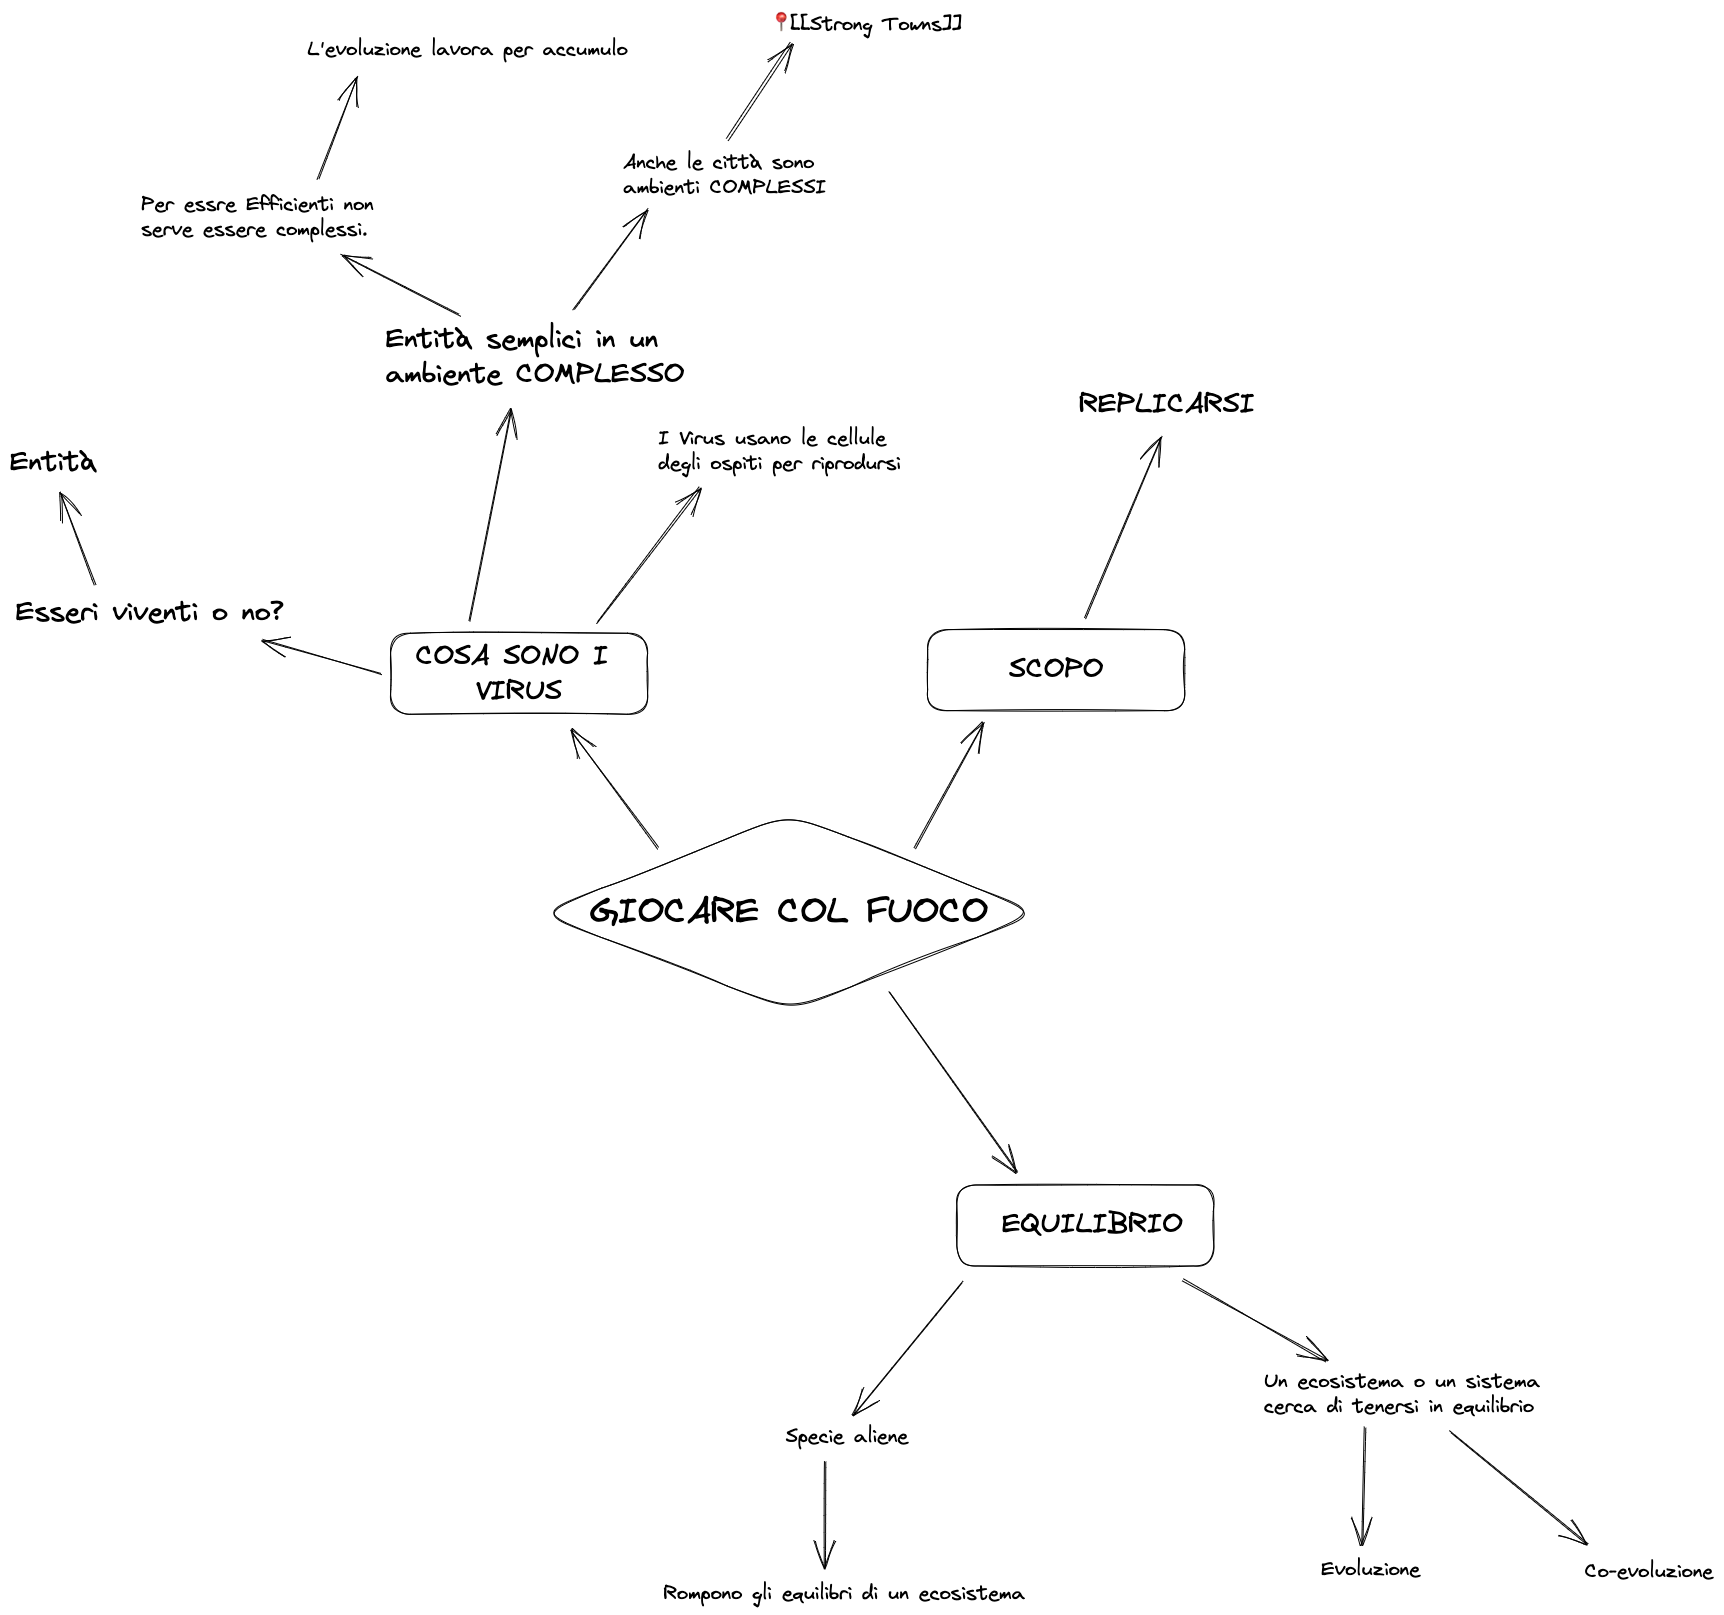 📍[[Strong Towns]]
L'evoluzione lavora per accumulo
Anche le città sono
ambienti COMPLESSI
Per essre Efficienti non
serve essere complessi.
Entità semplici in un
ambiente COMPLESSO
REPLICARSI
I Virus usano le cellule
degli ospiti per riprodursi
Entità
Esseri viventi o no?
COSA SONO I
VIRUS
SCOPO
GIOCARE COL FUOCO
EQUILIBRIO
Un ecosistema o un sistema
cerca di tenersi in equilibrio
Specie aliene
Evoluzione
Co-evoluzione
Rompono gli equilibri di un ecosistema